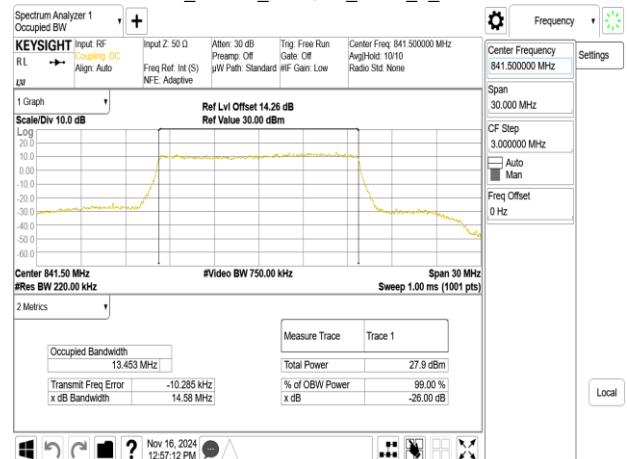 Spectrum Analyzer 1
Occupied BW
Frequency
KEYSIGHT
RL
LXI
Input: RF
Coupling: DC
Align: Auto
Input Z: 50 Ω
Freq Ref: Int (S)
NFE: Adaptive
Atten: 30 dB
Preamp: Off
µW Path: Standard
Trig: Free Run
Gate: Off
#IF Gain: Low
Center Freq: 841.500000 MHz
Avg|Hold: 10/10
Radio Std: None
Center Frequency
841.500000 MHz
Settings
Span
30.000 MHz
CF Step
3.000000 MHz
Auto
Man
Freq Offset
0 Hz
Local
1 Graph
Scale/Div 10.0 dB
Ref Lvl Offset 14.26 dB
Ref Value 30.00 dBm
Log
20.0
10.0
0.00
-10.0
-20.0
-30.0
-40.0
-50.0
-60.0
Center 841.50 MHz
#Video BW 750.00 kHz
Span 30 MHz
#Res BW 220.00 kHz
Sweep 1.00 ms (1001 pts)
2 Metrics
Measure Trace
Trace 1
Occupied Bandwidth
13.453 MHz
Total Power
27.9 dBm
Transmit Freq Error
-10.285 kHz
% of OBW Power
99.00 %
x dB Bandwidth
14.58 MHz
x dB
-26.00 dB
?
Nov 16, 2024
12:57:12 PM